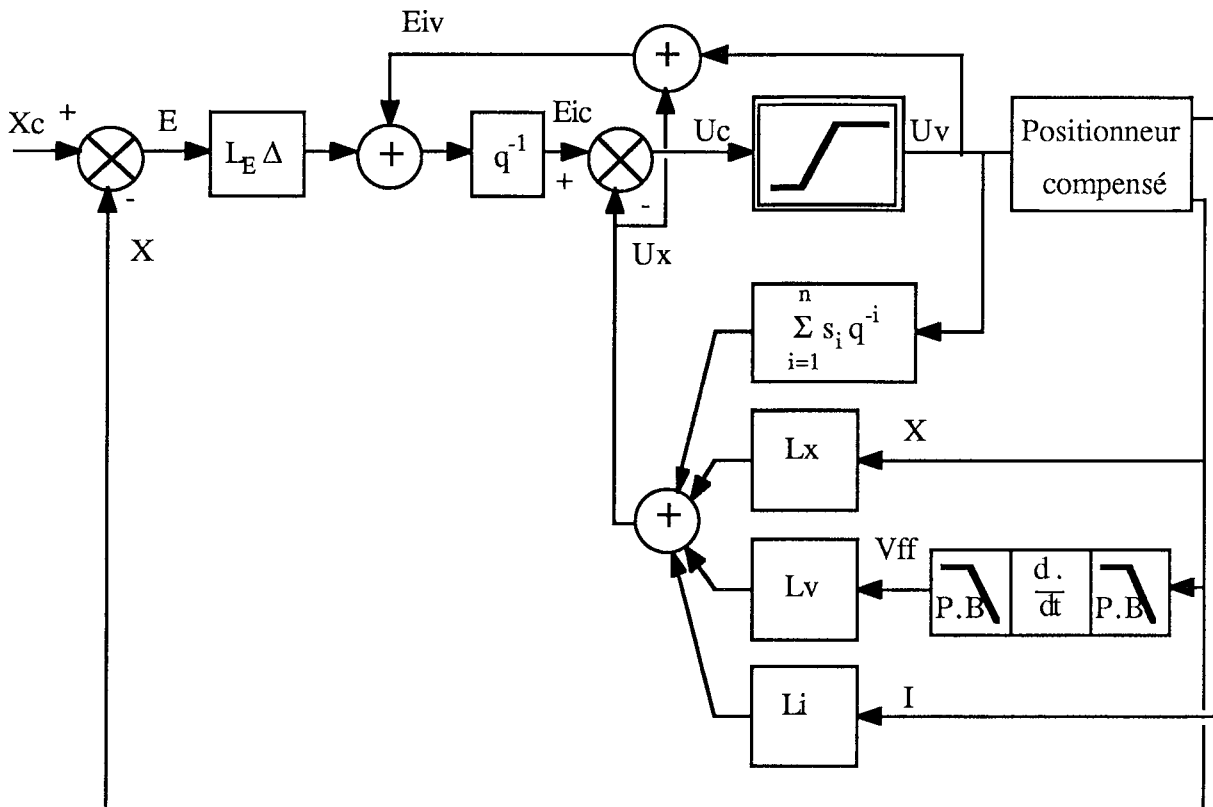 Eiv
Xc
+
E
L_E Δ
+
q⁻¹
Eic
+
-
+
Uc
Uv
Positionneur
compensé
-
X
Ux
n
Σ s_i q⁻ⁱ
i=1
Lx
X
+
Vff
Lv
P.B
d .
dt
P.B
Li
I